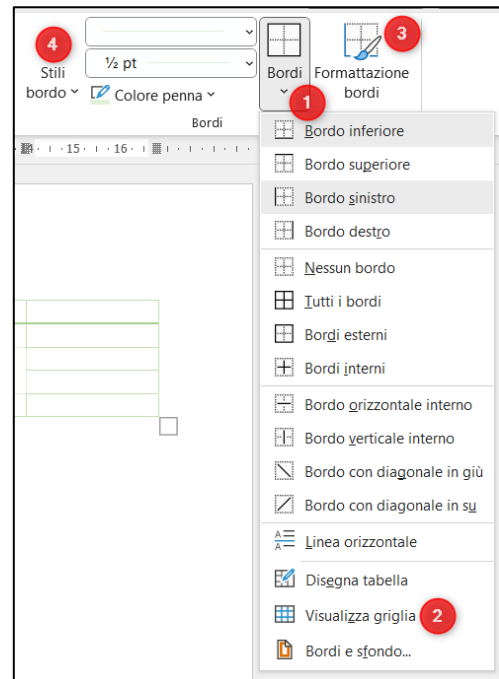 4
3
Stili
bordo
½ pt
Colore penna
Bordi
Formattazione
bordi
1
Bordi
· 15 · ı · 16 · ı
Bordo inferiore
Bordo superiore
Bordo sinistro
Bordo destro
Nessun bordo
Tutti i bordi
Bordi esterni
Bordi interni
Bordo orizzontale interno
Bordo verticale interno
Bordo con diagonale in giù
Bordo con diagonale in su
Linea orizzontale
Disegna tabella
Visualizza griglia 2
Bordi e sfondo...